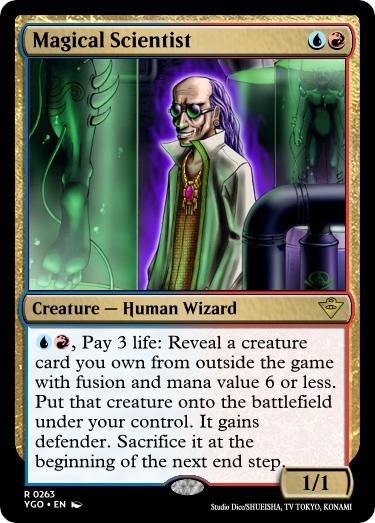 Magical Scientist
Creature — Human Wizard
, Pay 3 life: Reveal a creature
card you own from outside the game
with fusion and mana value 6 or less.
Put that creature onto the battlefield
under your control. It gains
defender. Sacrifice it at the
beginning of the next end step.
1/1
R 0263
YGO • EN
Studio Dice/SHUEISHA, TV TOKYO, KONAMI